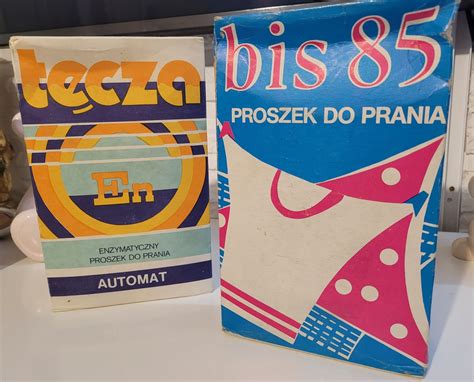 tęcza
En
ENZYMATYCZNY
PROSZEK DO PRANIA
AUTOMAT
bis 85
PROSZEK DO PRANIA